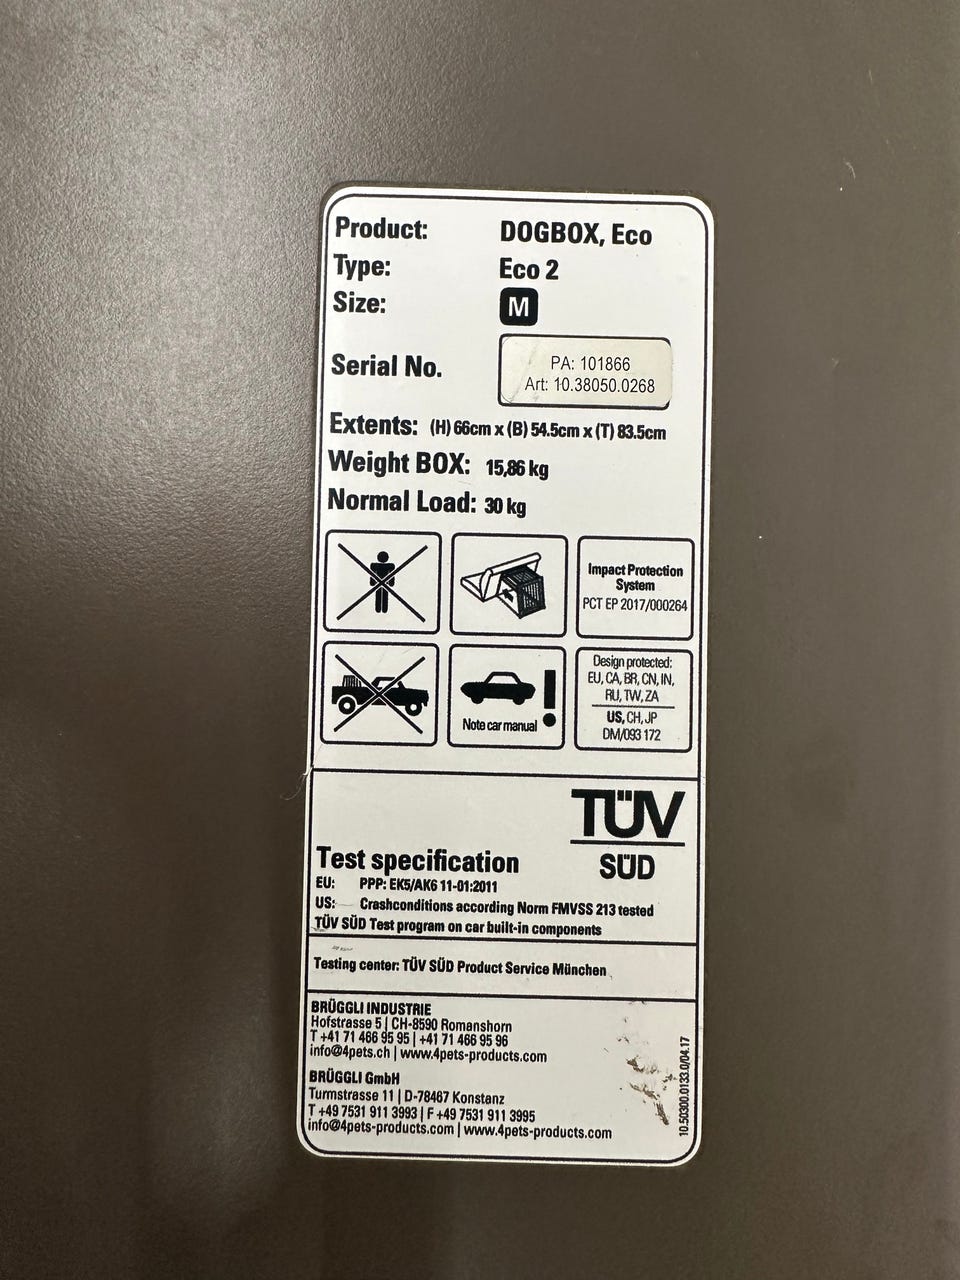 Product: DOGBOX, Eco
Type: Eco 2
Size: M
Serial No. PA: 101866
Art: 10.38050.0268
Extents: (H) 66cm x (B) 54.5cm x (T) 83.5cm
Weight BOX: 15,86 kg
Normal Load: 30 kg
Impact Protection
System
PCT EP 2017/000264
Note car manual
Design protected:
EU, CA, BR, CN, IN,
RU, TW, ZA
US, CH, JP
DM/093 172
TÜV
SÜD
Test specification
EU: PPP: EK5/AK6 11-01:2011
US: Crashconditions according Norm FMVSS 213 tested
TÜV SÜD Test program on car built-in components
Testing center: TÜV SÜD Product Service München
BRÜGGLI INDUSTRIE
Hofstrasse 5 | CH-8590 Romanshorn
T +41 71 466 95 95 | +41 71 466 95 96
info@4pets.ch | www.4pets-products.com
BRÜGGLI GmbH
Turmstrasse 11 | D-78467 Konstanz
T +49 7531 911 3993 | F +49 7531 911 3995
info@4pets-products.com | www.4pets-products.com
10.50300.0133.0/04.17